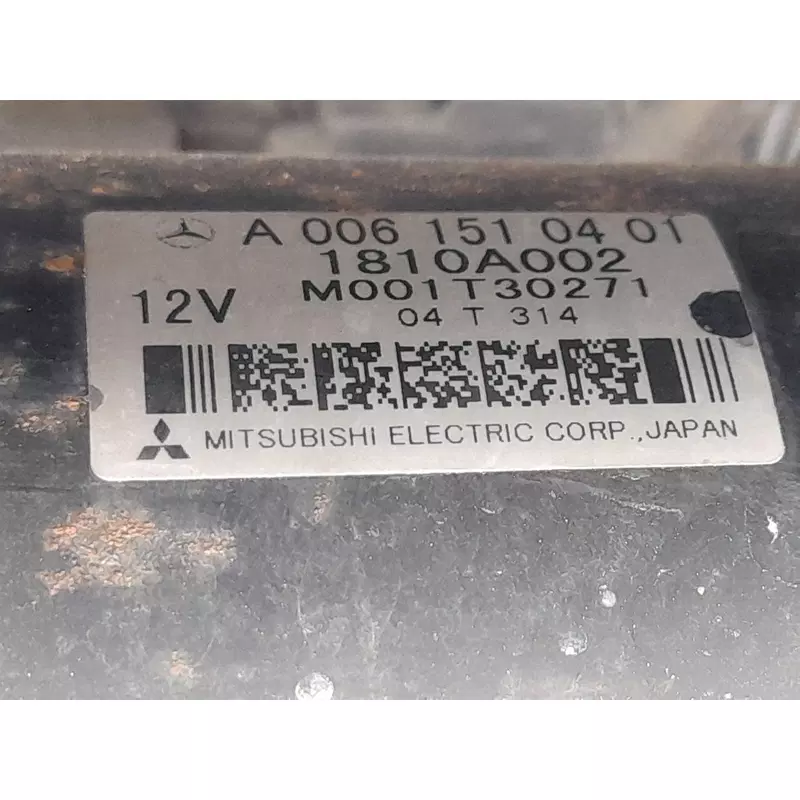 A 006 151 04 01
1810A002
12V M001T30271
04 T 314
MITSUBISHI ELECTRIC CORP., JAPAN